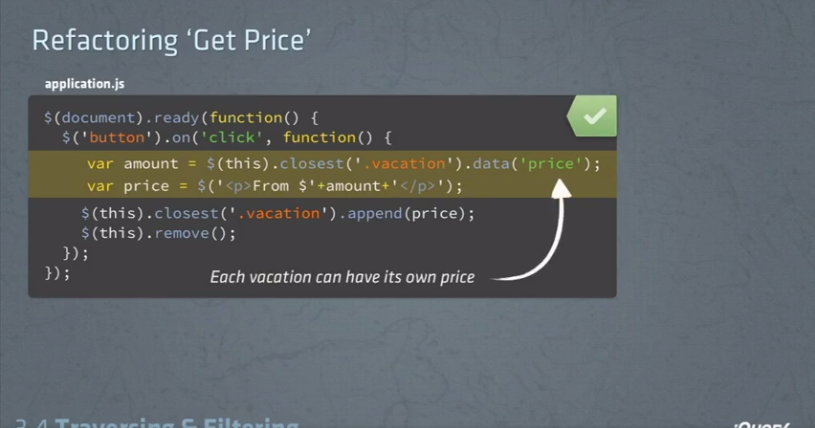 Refactoring ‘Get Price’
application.js
$(document).ready(function() {
$('button').on('click', function() {
var amount = $(this).closest('.vacation').data('price');
var price = $('<p>From $'+amount+'</p>');
$(this).closest('.vacation').append(price);
$(this).remove();
});
});
Each vacation can have its own price
3.4 Traversing & Filtering
jQuery